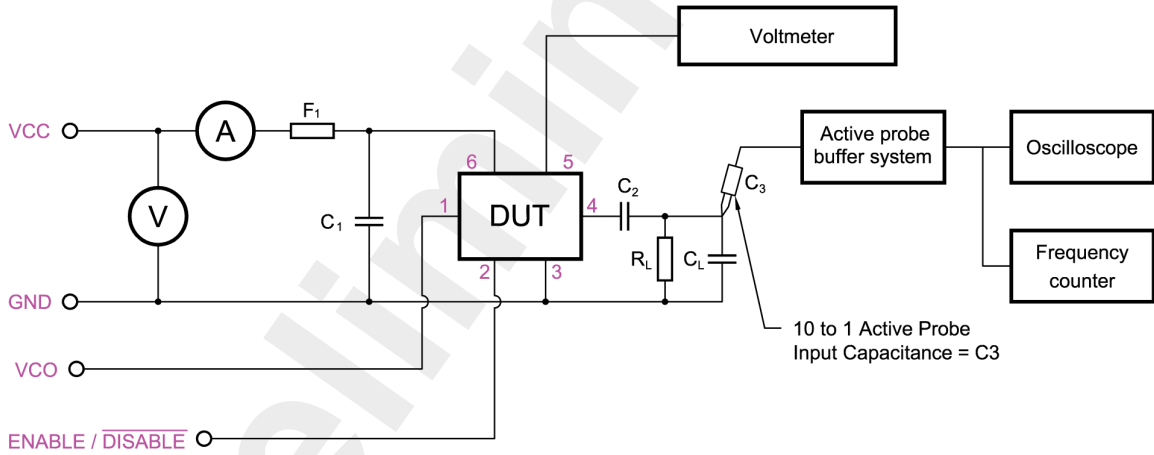 Voltmeter
VCC
A
F1
V
C1
6
5
1
DUT
4
2
3
C2
RL
CL
C3
Active probe
buffer system
Oscilloscope
Frequency
counter
10 to 1 Active Probe
Input Capacitance = C3
GND
VCO
ENABLE / DISABLE